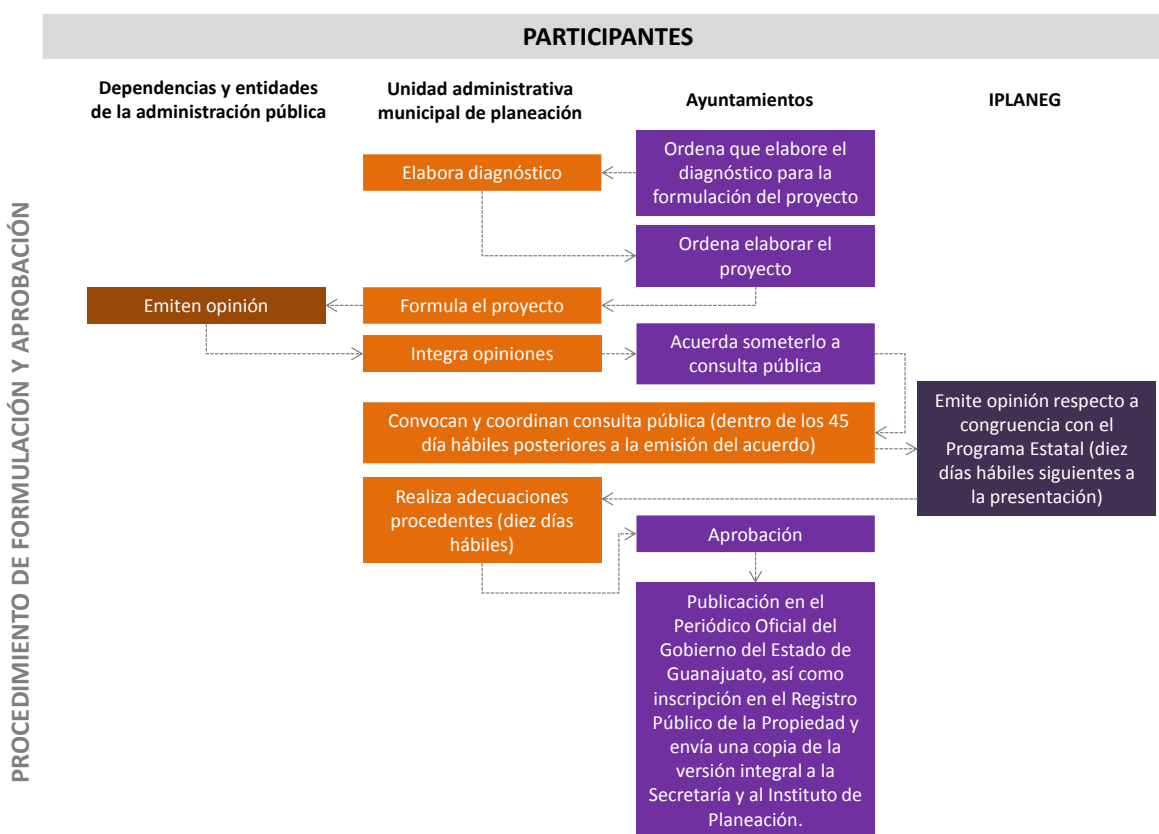 PARTICIPANTES
Dependencias y entidades
de la administración pública
Unidad administrativa
municipal de planeación
Ayuntamientos
IPLANEG
PROCEDIMIENTO DE FORMULACIÓN Y APROBACIÓN
Ordena que elabore el
diagnóstico para la
formulación del proyecto
Elabora diagnóstico
Ordena elaborar el
proyecto
Emiten opinión
Formula el proyecto
Integra opiniones
Acuerda someterlo a
consulta pública
Convocan y coordinan consulta pública (dentro de los 45
día hábiles posteriores a la emisión del acuerdo)
Emite opinión respecto a
congruencia con el
Programa Estatal (diez
días hábiles siguientes a
la presentación)
Realiza adecuaciones
procedentes (diez días
hábiles)
Aprobación
Publicación en el
Periódico Oficial del
Gobierno del Estado de
Guanajuato, así como
inscripción en el Registro
Público de la Propiedad y
envía una copia de la
versión integral a la
Secretaría y al Instituto de
Planeación.